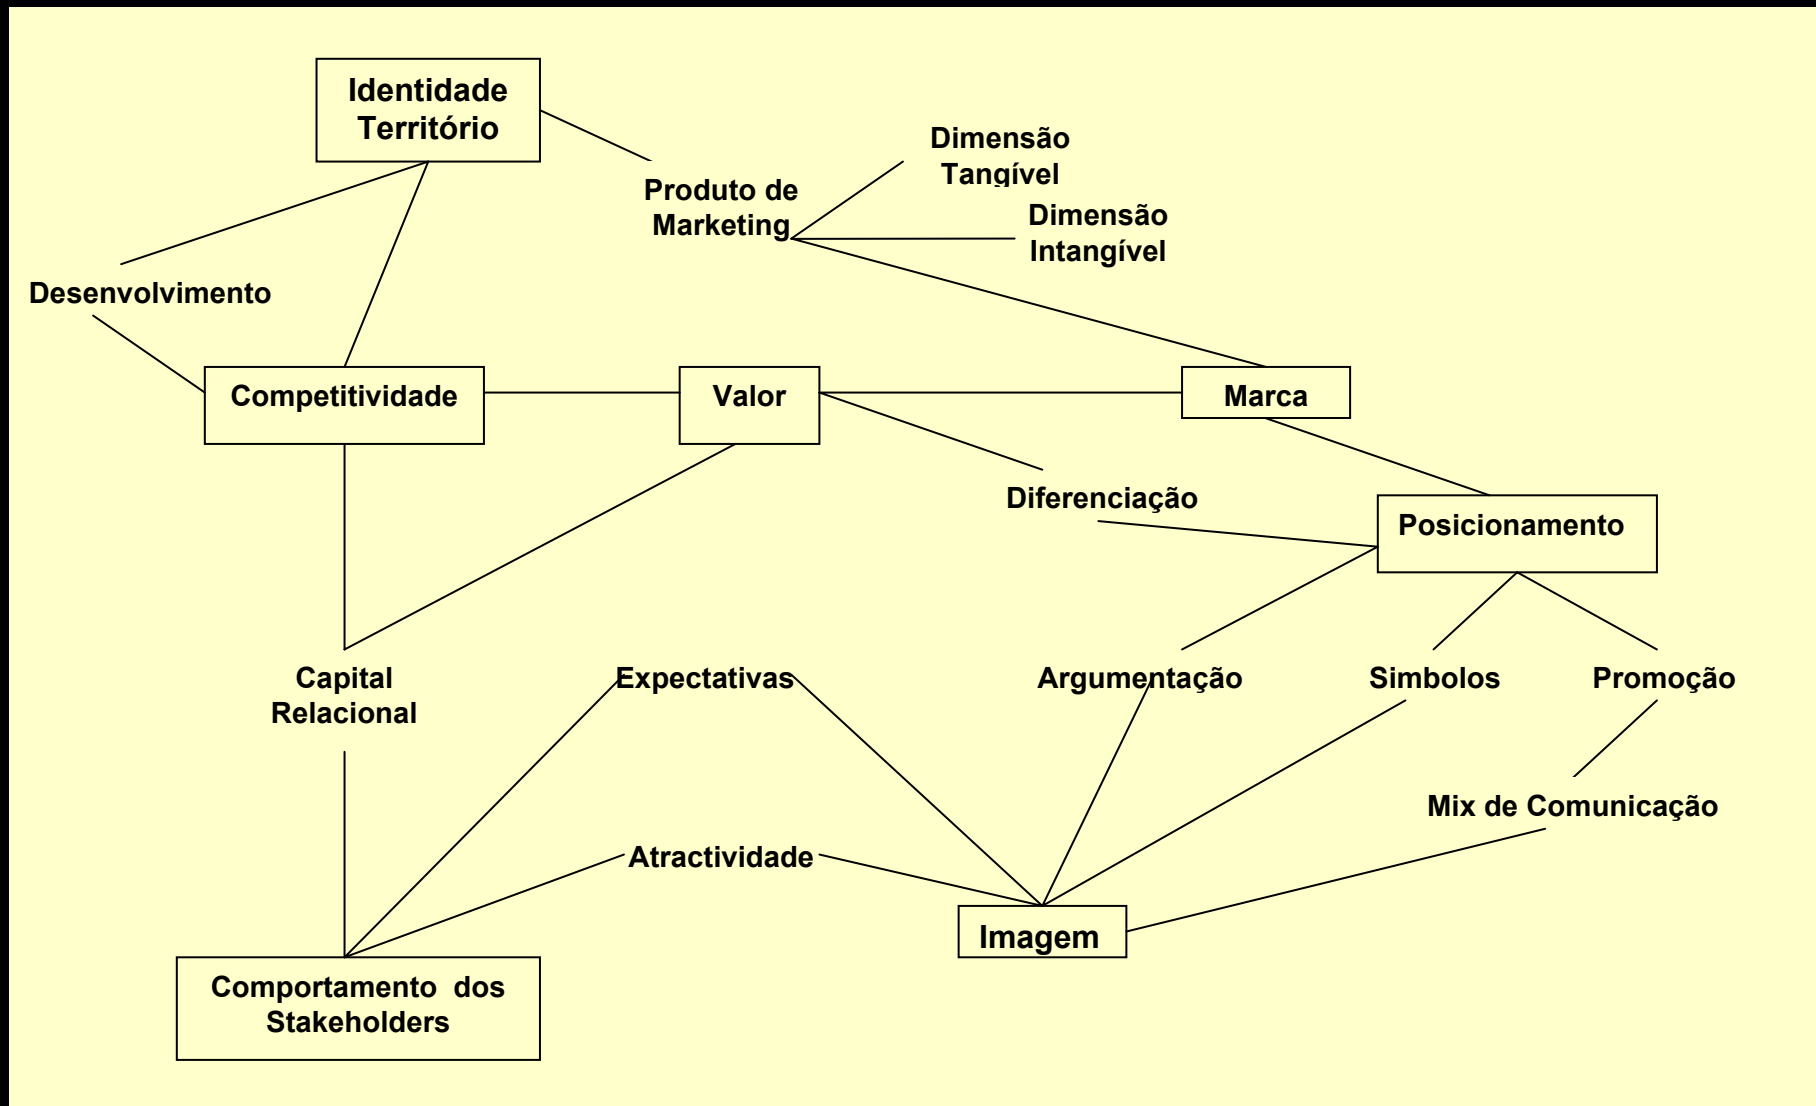 Identidade
Território
Dimensão
Tangível
Produto de
Marketing
Dimensão
Intangível
Desenvolvimento
Competitividade
Valor
Marca
Diferenciação
Posicionamento
Capital
Relacional
Expectativas
Argumentação
Simbolos
Promoção
Mix de Comunicação
Atractividade
Imagem
Comportamento dos
Stakeholders